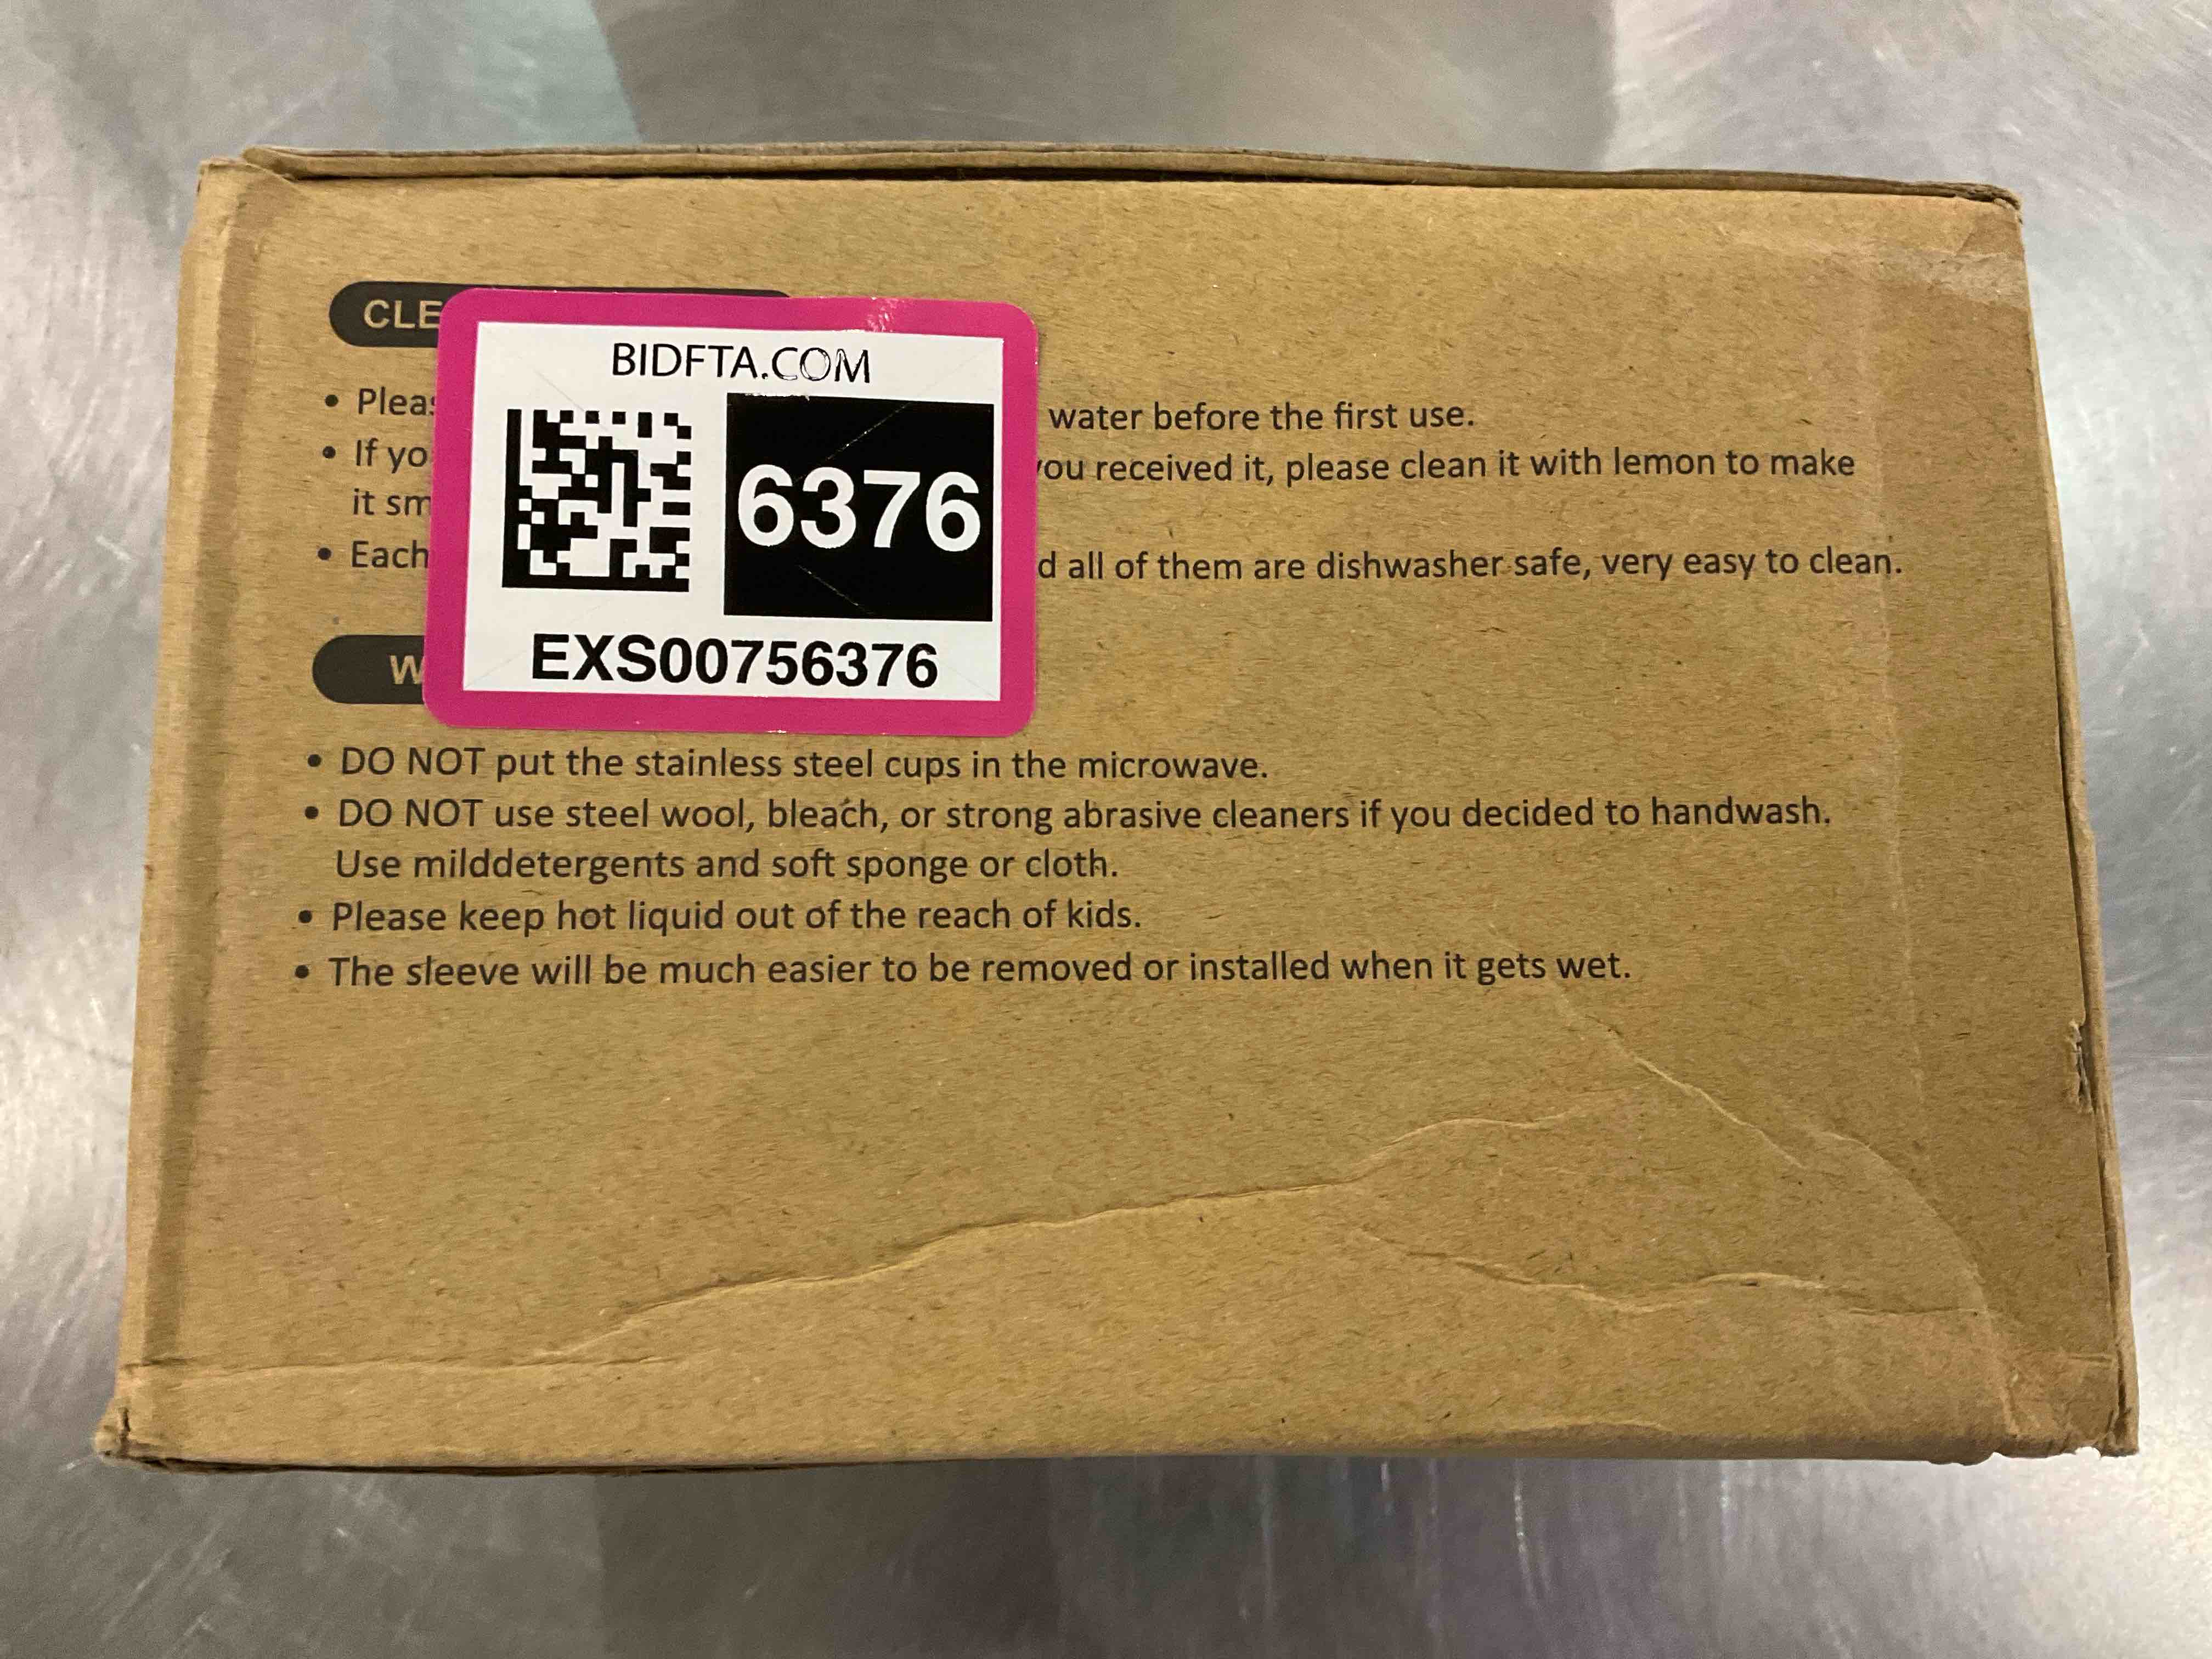 BIDFTA.COM
6376
EXS00756376
CLE
• water before the first use.
• If yo you received it, please clean it with lemon to make
it
• Each all of them are dishwasher safe, very easy to clean.
W
• DO NOT put the stainless steel cups in the microwave.
• DO NOT use steel wool, bleach, or strong abrasive cleaners if you decided to handwash.
Use milddetergents and soft sponge or cloth.
• Please keep hot liquid out of the reach of kids.
• The sleeve will be much easier to be removed or installed when it gets wet.